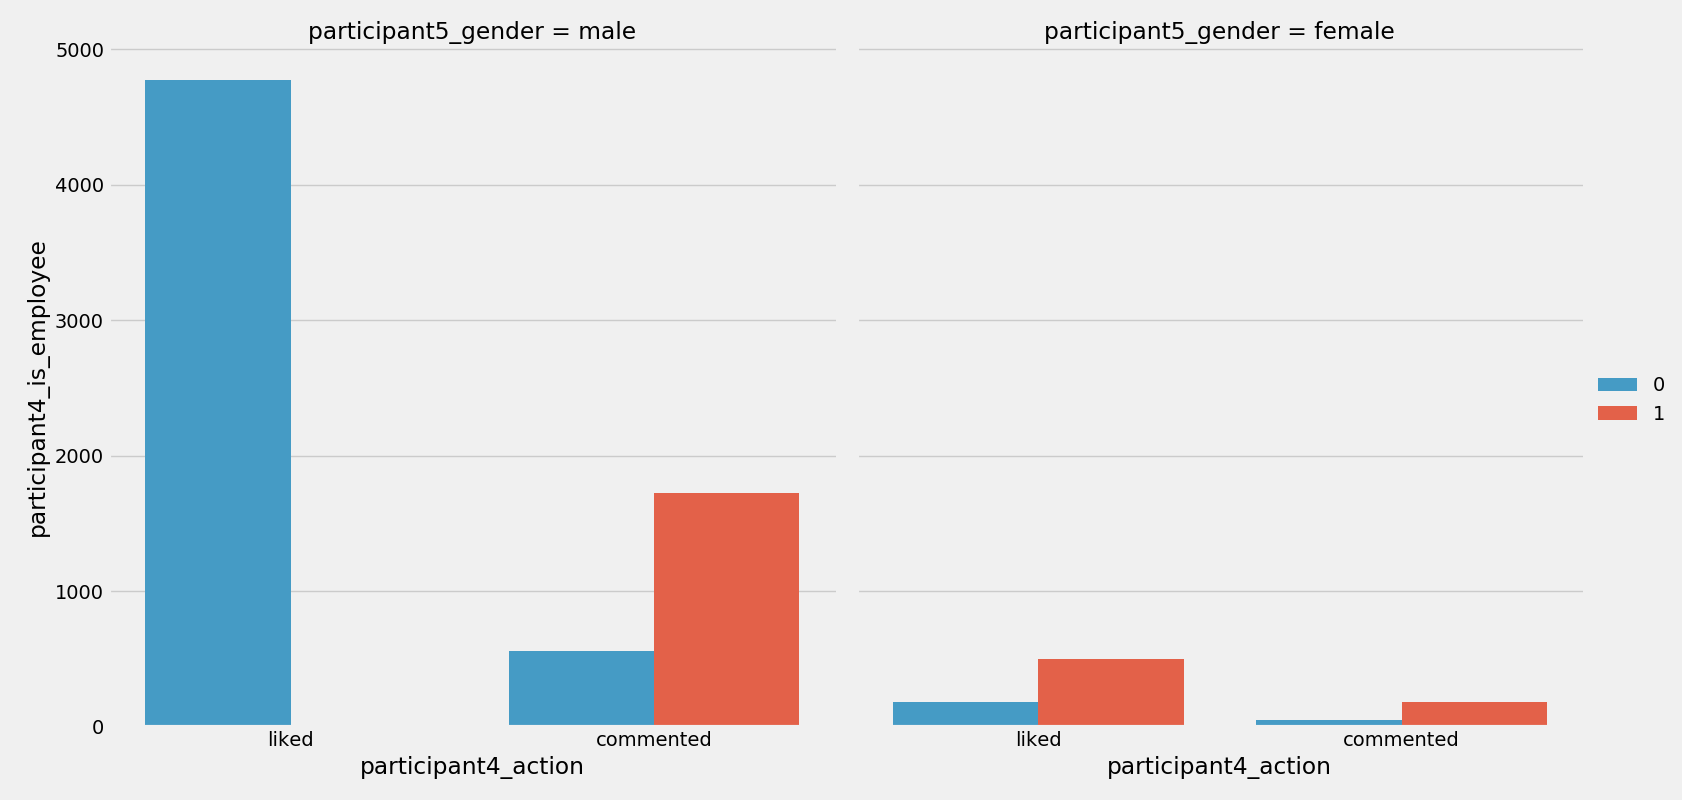 participant5_gender = male
participant5_gender = female
participant4_is_employee
5000
4000
3000
2000
1000
0
liked
commented
liked
commented
participant4_action
participant4_action
0
1